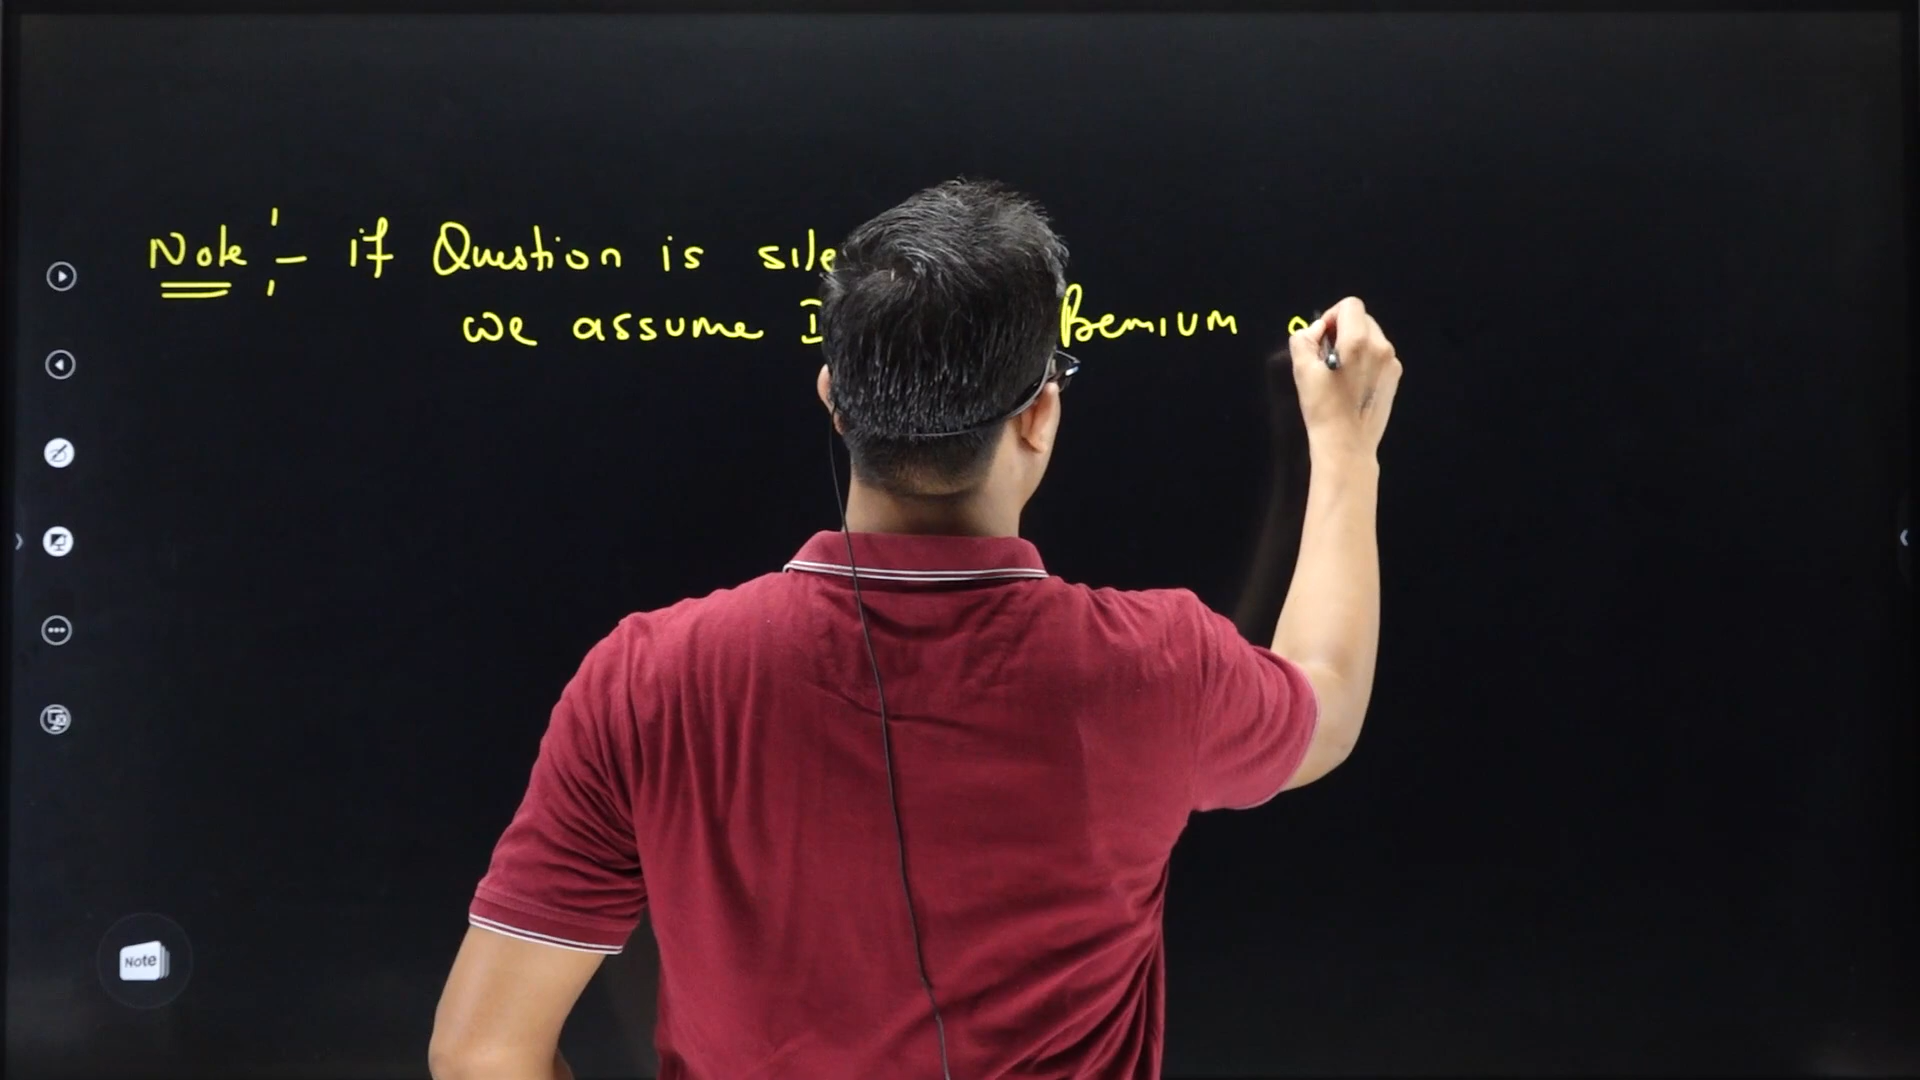 Note :- if Question is sile
we assume Premium
Note